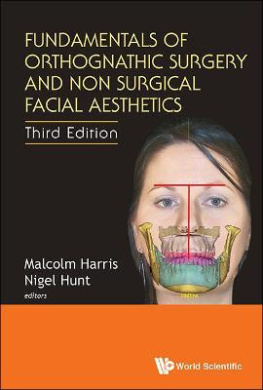 FUNDAMENTALS OF
ORTHOGNATHIC SURGERY
AND NON SURGICAL
FACIAL AESTHETICS
Third Edition
Malcolm Harris
Nigel Hunt
editors
World Scientific